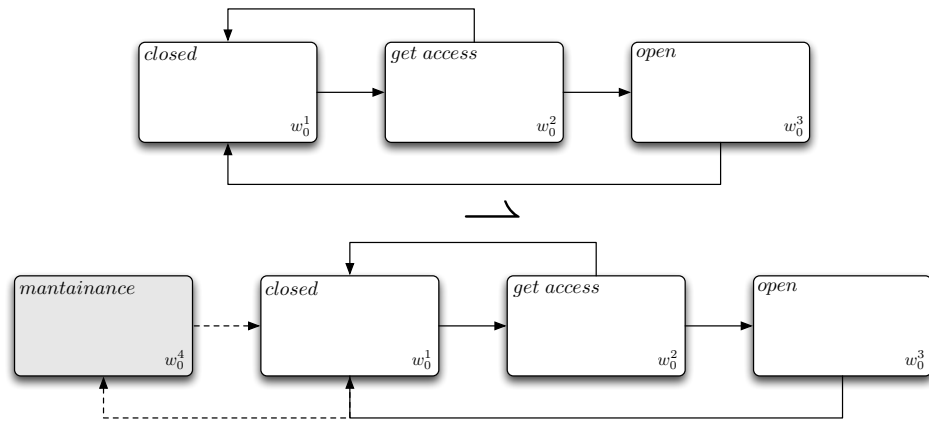 closed get access open
w_0^1 w_0^2 w_0^3
⇁
mantainance closed get access open
w_0^4 w_0^1 w_0^2 w_0^3